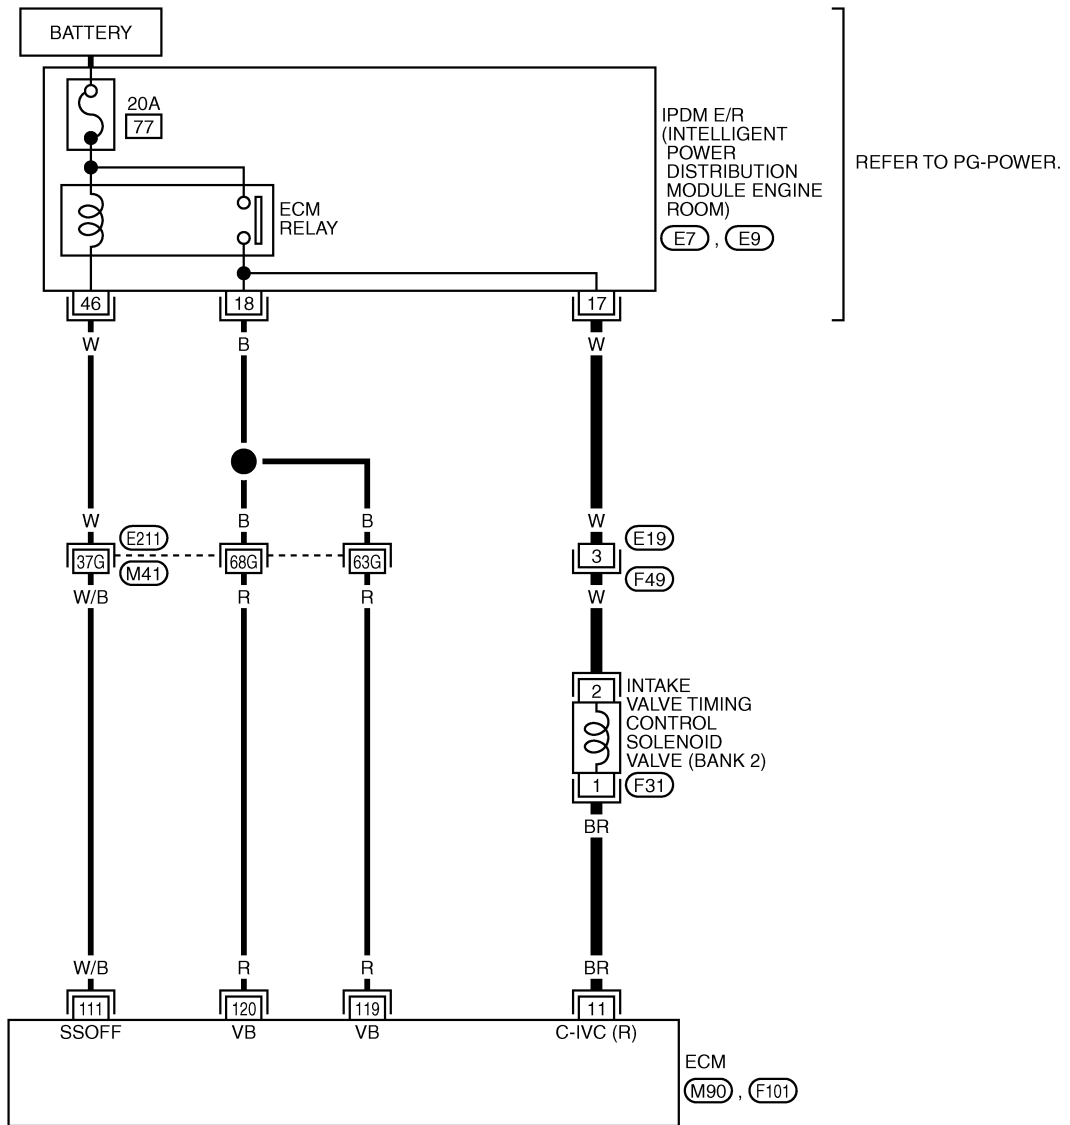 BATTERY
20A
77
ECM
RELAY
IPDM E/R
(INTELLIGENT
POWER
DISTRIBUTION
MODULE ENGINE
ROOM)
E7 , E9
REFER TO PG-POWER.
46
18
17
W
B
W
W
B
B
W
E211
E19
37G
68G
63G
3
M41
F49
W/B
R
R
W
2
INTAKE
VALVE TIMING
CONTROL
SOLENOID
VALVE (BANK 2)
1
F31
BR
W/B
R
R
BR
111
120
119
11
SSOFF
VB
VB
C-IVC (R)
ECM
M90 , F101